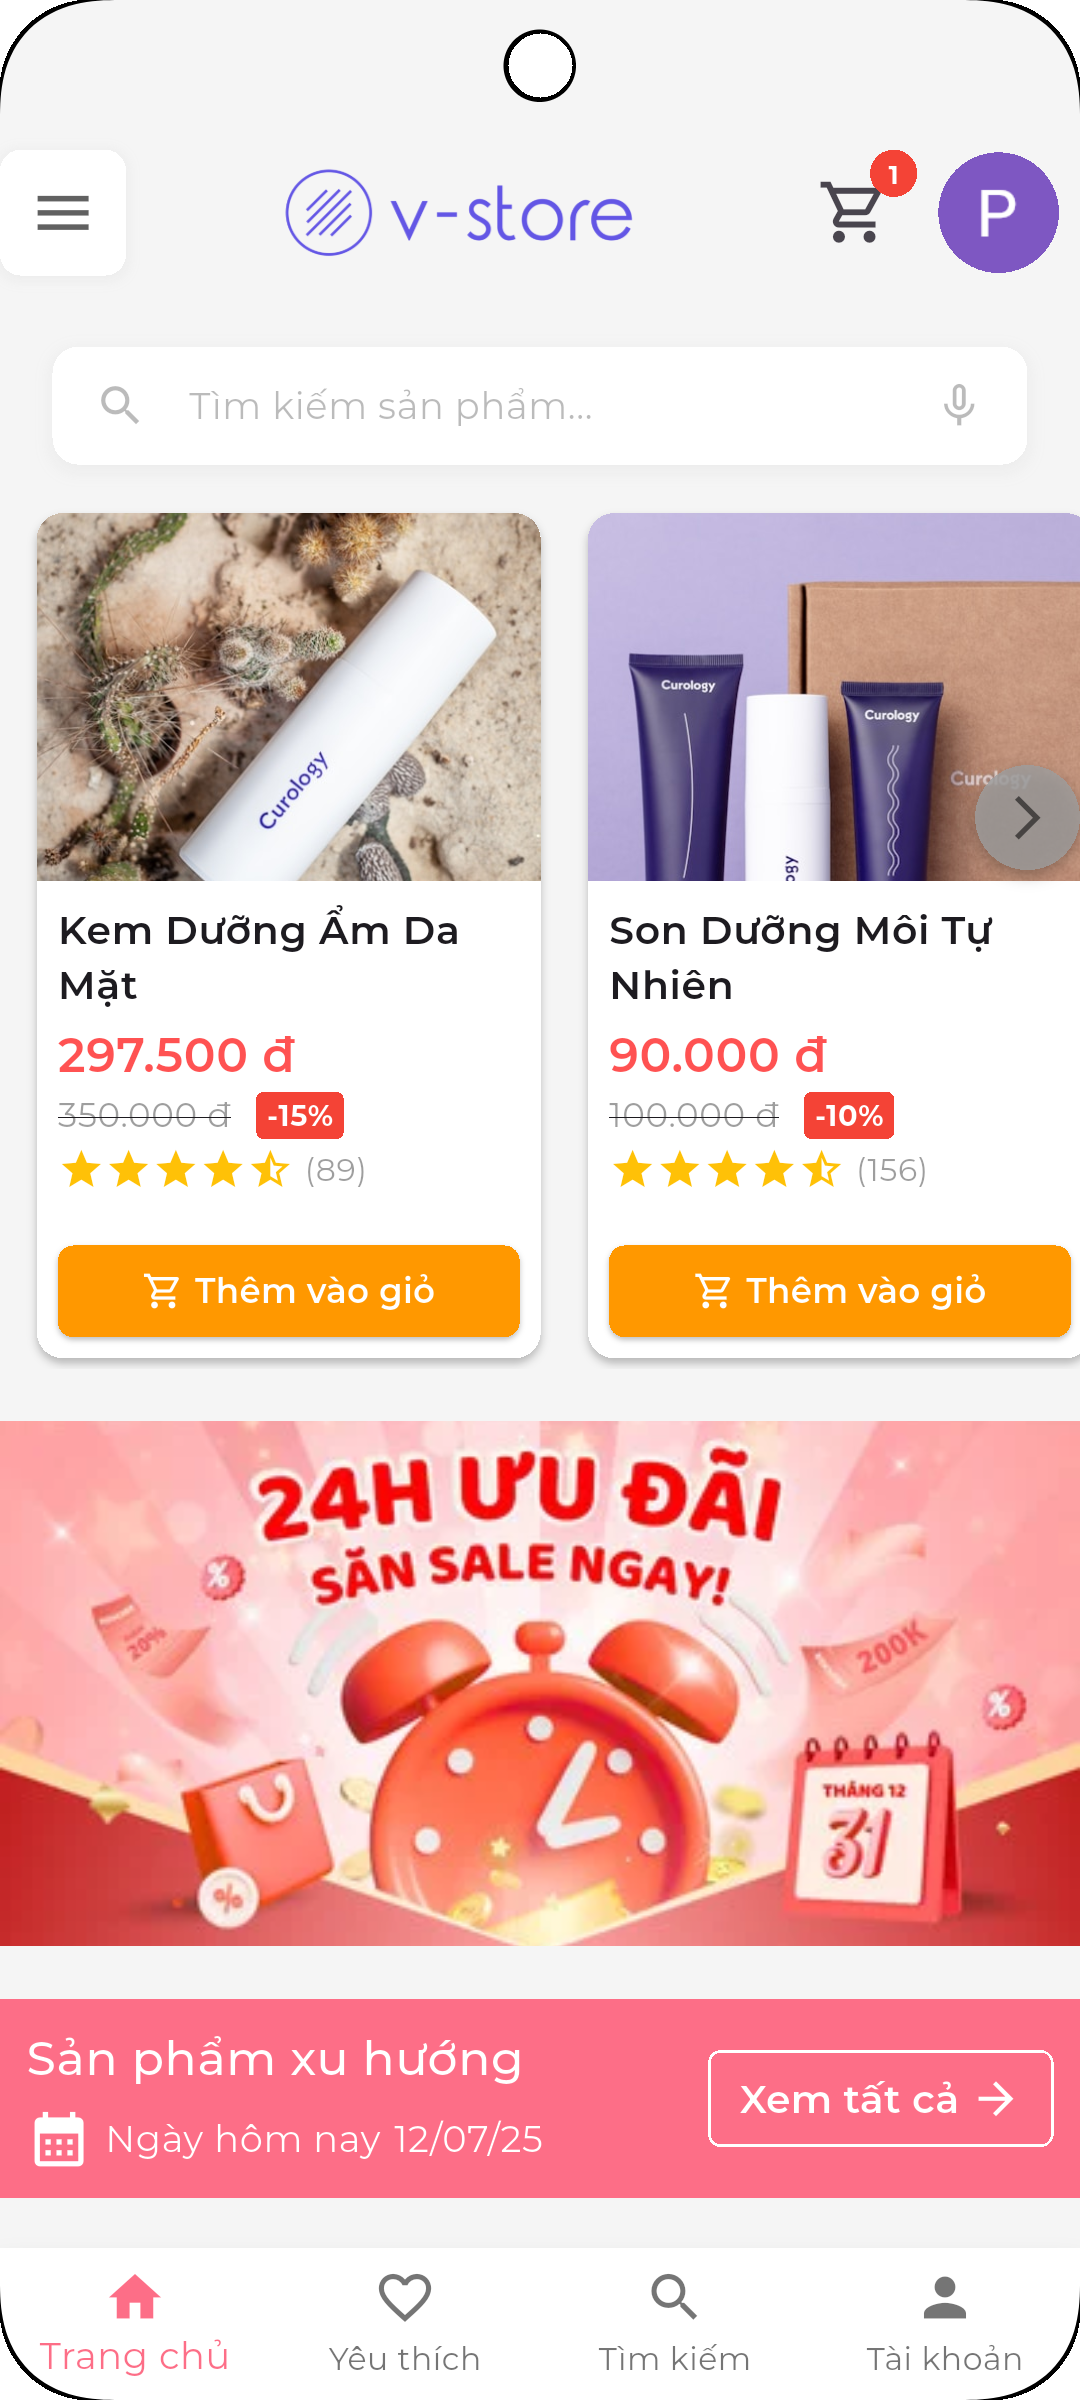 v-store
1
P
Tìm kiếm sản phẩm...
Curology
Curology
Curology
Curology
Kem Dưỡng Ẩm Da
Mặt
297.500 đ
350.000 đ -15%
(89)
Thêm vào giỏ
Son Dưỡng Môi Tự
Nhiên
90.000 đ
100.000 đ -10%
(156)
Thêm vào giỏ
24H ƯU ĐÃI
SĂN SALE NGAY!
%
20%
200K
%
%
THÁNG 12
31
Sản phẩm xu hướng
Ngày hôm nay 12/07/25
Xem tất cả
Trang chủ
Yêu thích
Tìm kiếm
Tài khoản